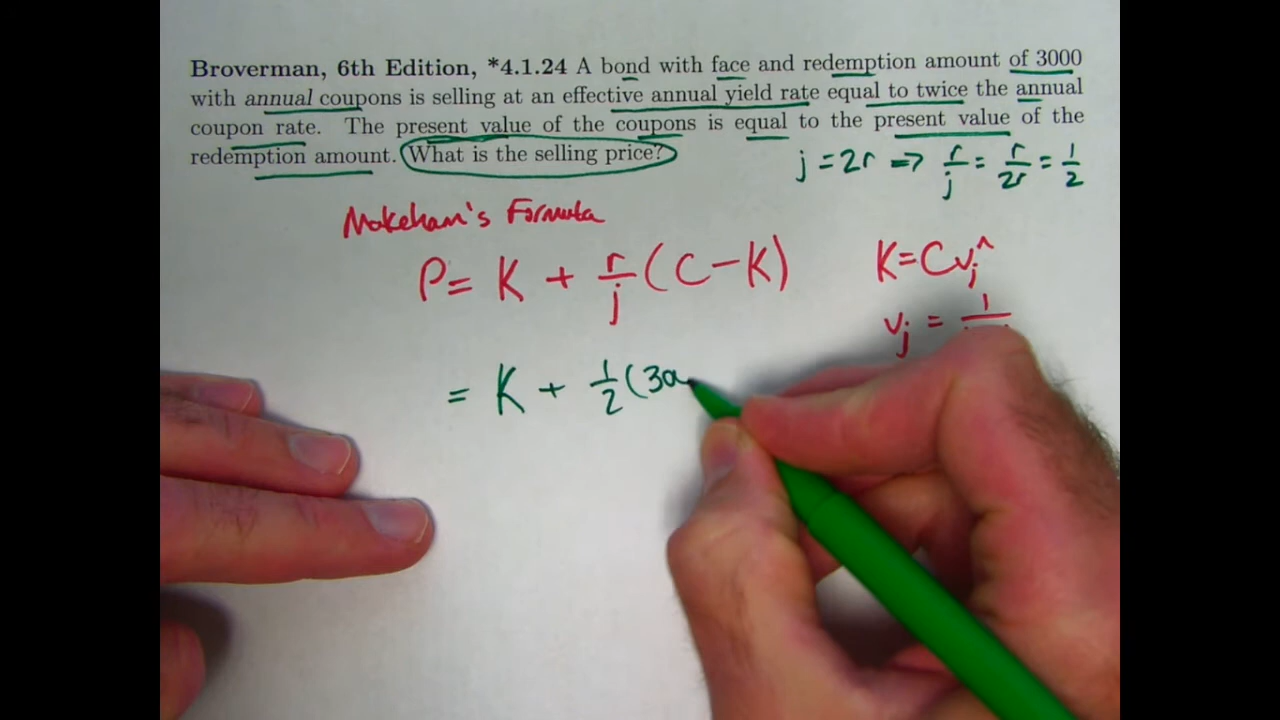 Broverman, 6th Edition, *4.1.24 A bond with face and redemption amount of 3000
with annual coupons is selling at an effective annual yield rate equal to twice the annual
coupon rate. The present value of the coupons is equal to the present value of the
redemption amount. What is the selling price?
j = 2r ⇒ r/j = r/2r = 1/2
Makeham's Formula
P = K + r/j (C − K)
K = Cv_j^n
v_j = 1
= K + 1/2 (30